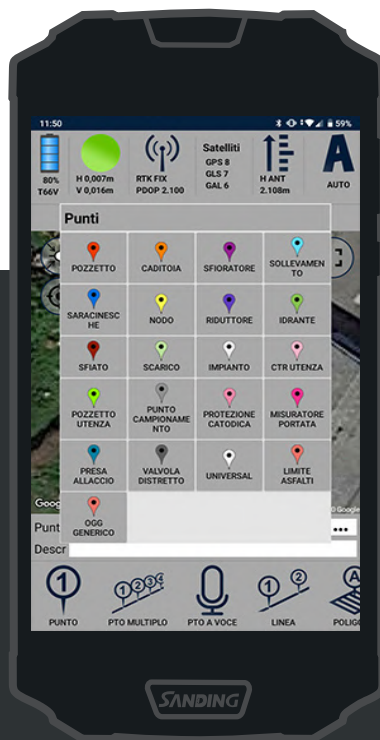 11:50 59%
Satelliti
GPS 8
GLS 7
GAL 6
80%
T66V
H 0,007m
V 0,016m
RTK FIX
PDOP 2.100
H ANT
2.108m
AUTO
Punti
POZZETTO CADITOIA SFIORATORE SOLLEVAMEN
TO
SARACINESC
HE
NODO RIDUTTORE IDRANTE
SFIATO SCARICO IMPIANTO CTR UTENZA
POZZETTO
UTENZA
PUNTO
CAMPIONAME
NTO
PROTEZIONE
CATODICA
MISURATORE
PORTATA
PRESA
ALLACCIO
VALVOLA
DISTRETTO
UNIVERSAL
LIMITE
ASFALTI
OGG
GENERICO
Goog
Google
Punt ...
Descr
1 1 2 3 4 1 2 A
PUNTO PTO MULTIPLO PTO A VOCE LINEA POLIG
SANDING